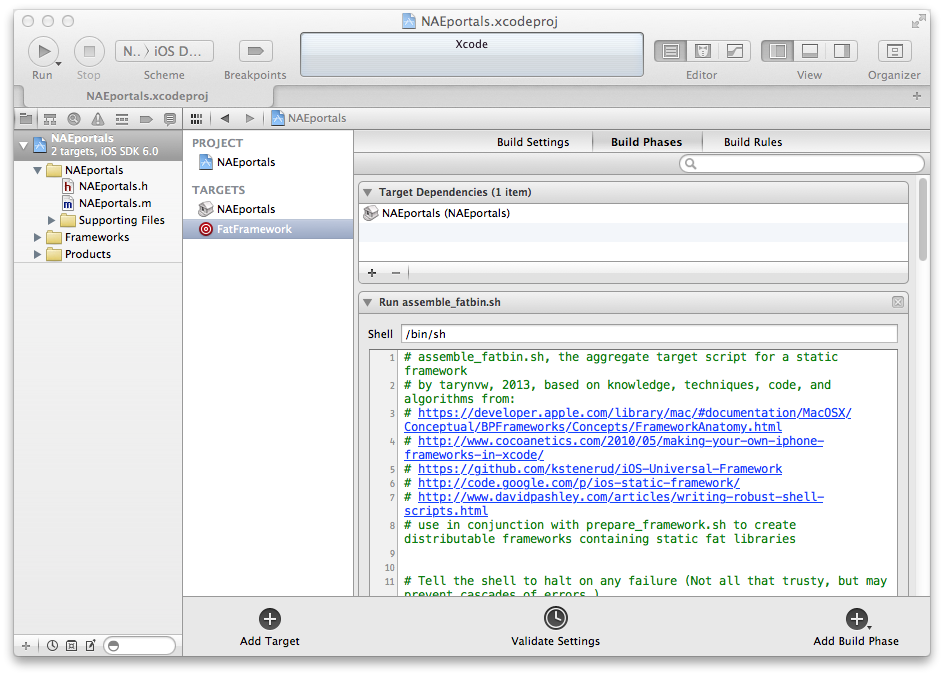 NAEportals.xcodeproj
N.. 〉 iOS D...
Xcode
Run
Stop
Scheme
Breakpoints
Editor
View
Organizer
NAEportals.xcodeproj
NAEportals
NAEportals
2 targets, iOS SDK 6.0
NAEportals
h NAEportals.h
m NAEportals.m
Supporting Files
Frameworks
Products
PROJECT
NAEportals
TARGETS
NAEportals
FatFramework
Build Settings
Build Phases
Build Rules
Target Dependencies (1 item)
NAEportals (NAEportals)
Run assemble_fatbin.sh
Shell /bin/sh
1 # assemble_fatbin.sh, the aggregate target script for a static
framework
2 # by tarynvw, 2013, based on knowledge, techniques, code, and
algorithms from:
3 # https://developer.apple.com/library/mac/#documentation/MacOSX/
Conceptual/BPFrameworks/Concepts/FrameworkAnatomy.html
4 # http://www.cocoanetics.com/2010/05/making-your-own-iphone-
frameworks-in-xcode/
5 # https://github.com/kstenerud/iOS-Universal-Framework
6 # http://code.google.com/p/ios-static-framework/
7 # http://www.davidpashley.com/articles/writing-robust-shell-
scripts.html
8 # use in conjunction with prepare_framework.sh to create
distributable frameworks containing static fat libraries
9
10
11 # Tell the shell to halt on any failure (Not all that trusty, but may
prevent cascades of errors.)
Add Target
Validate Settings
Add Build Phase